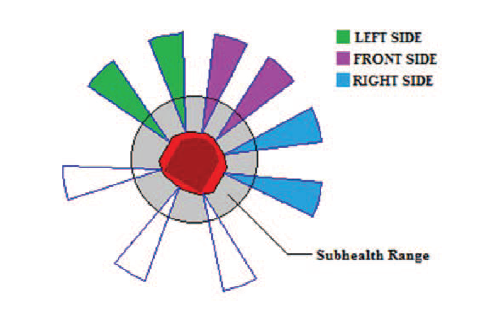 LEFT SIDE
FRONT SIDE
RIGHT SIDE
Subhealth Range